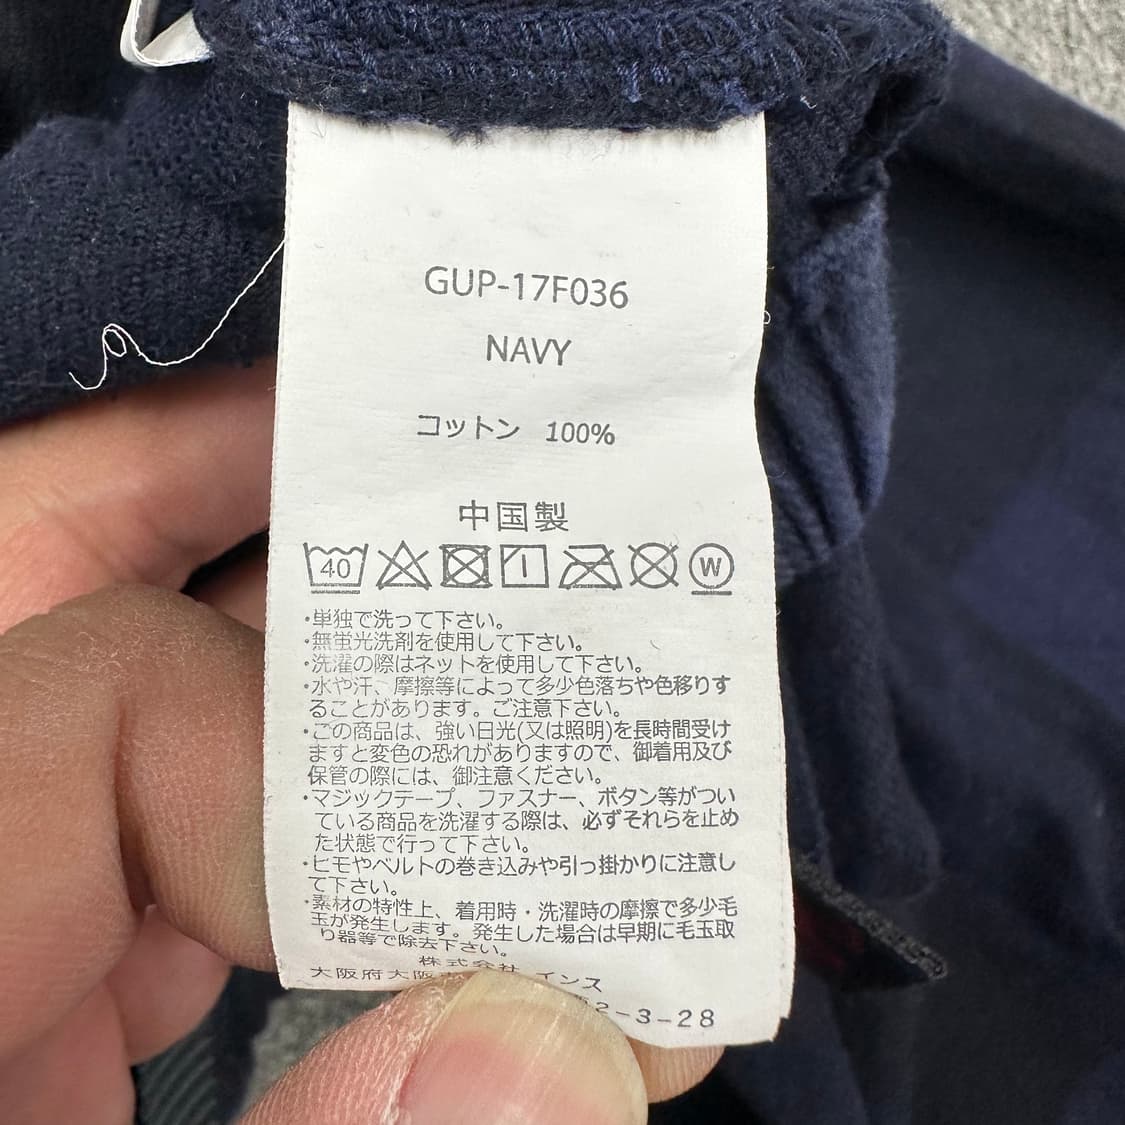 GUP-17F036
NAVY
コットン 100%
中国製
40 W
・単独で洗って下さい。
・無蛍光洗剤を使用して下さい。
・洗濯の際はネットを使用して下さい。
・水や汗、摩擦等によって多少色落ちや色移りす
ることがあります。ご注意下さい。
・この商品は、強い日光(又は照明)を長時間受け
ますと変色の恐れがありますので、御着用及び
保管の際には、御注意ください。
・マジックテープ、ファスナー、ボタン等がつい
ている商品を洗濯する際は、必ずそれらを止め
た状態で行って下さい。
・ヒモやベルトの巻き込みや引っ掛かりに注意し
て下さい。
・素材の特性上、着用時・洗濯時の摩擦で多少毛
玉が発生します。発生した場合は早期に毛玉取
り器等で除去下さい。
株式会社 インス
大阪府大阪
2-3-28